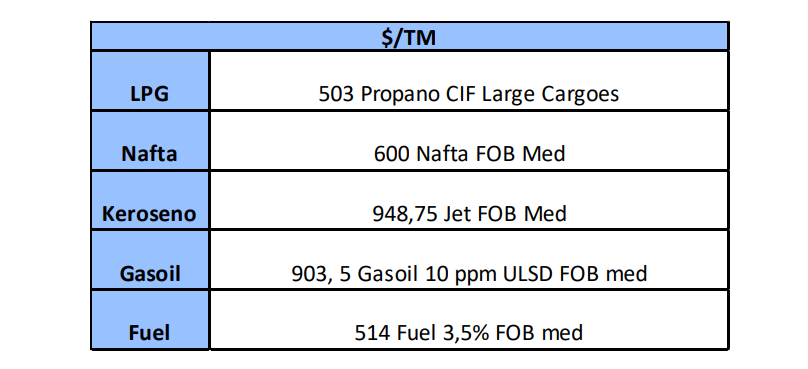 $/TM
LPG 503 Propano CIF Large Cargoes
Nafta 600 Nafta FOB Med
Keroseno 948,75 Jet FOB Med
Gasoil 903, 5 Gasoil 10 ppm ULSD FOB med
Fuel 514 Fuel 3,5% FOB med